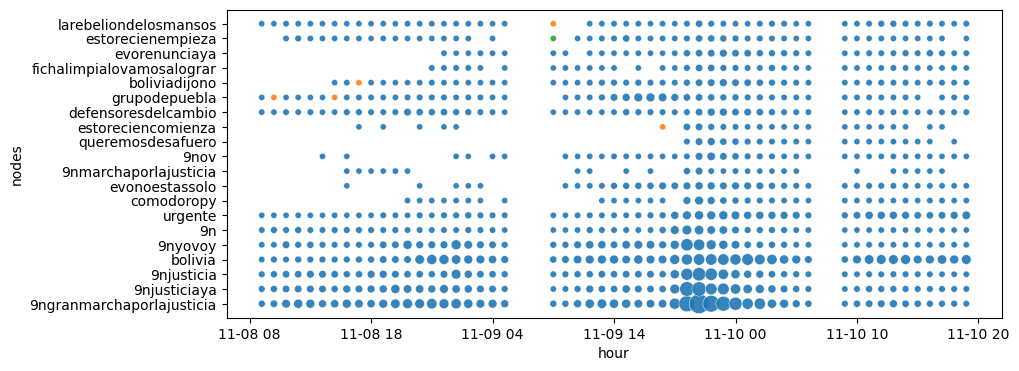 larebeliondelosmansos
estorecienempieza
evorenunciaya
fichalimpialovamosalograr
boliviadijono
grupodepuebla
defensoresdelcambio
estoreciencomienza
queremosdesafuero
9nov
9nmarchaporlajusticia
evonoestassolo
comodoropy
urgente
9n
9nyovoy
bolivia
9njusticia
9njusticiaya
9ngranmarchaporlajusticia
nodes
11-08 08
11-08 18
11-09 04
11-09 14
11-10 00
11-10 10
11-10 20
hour